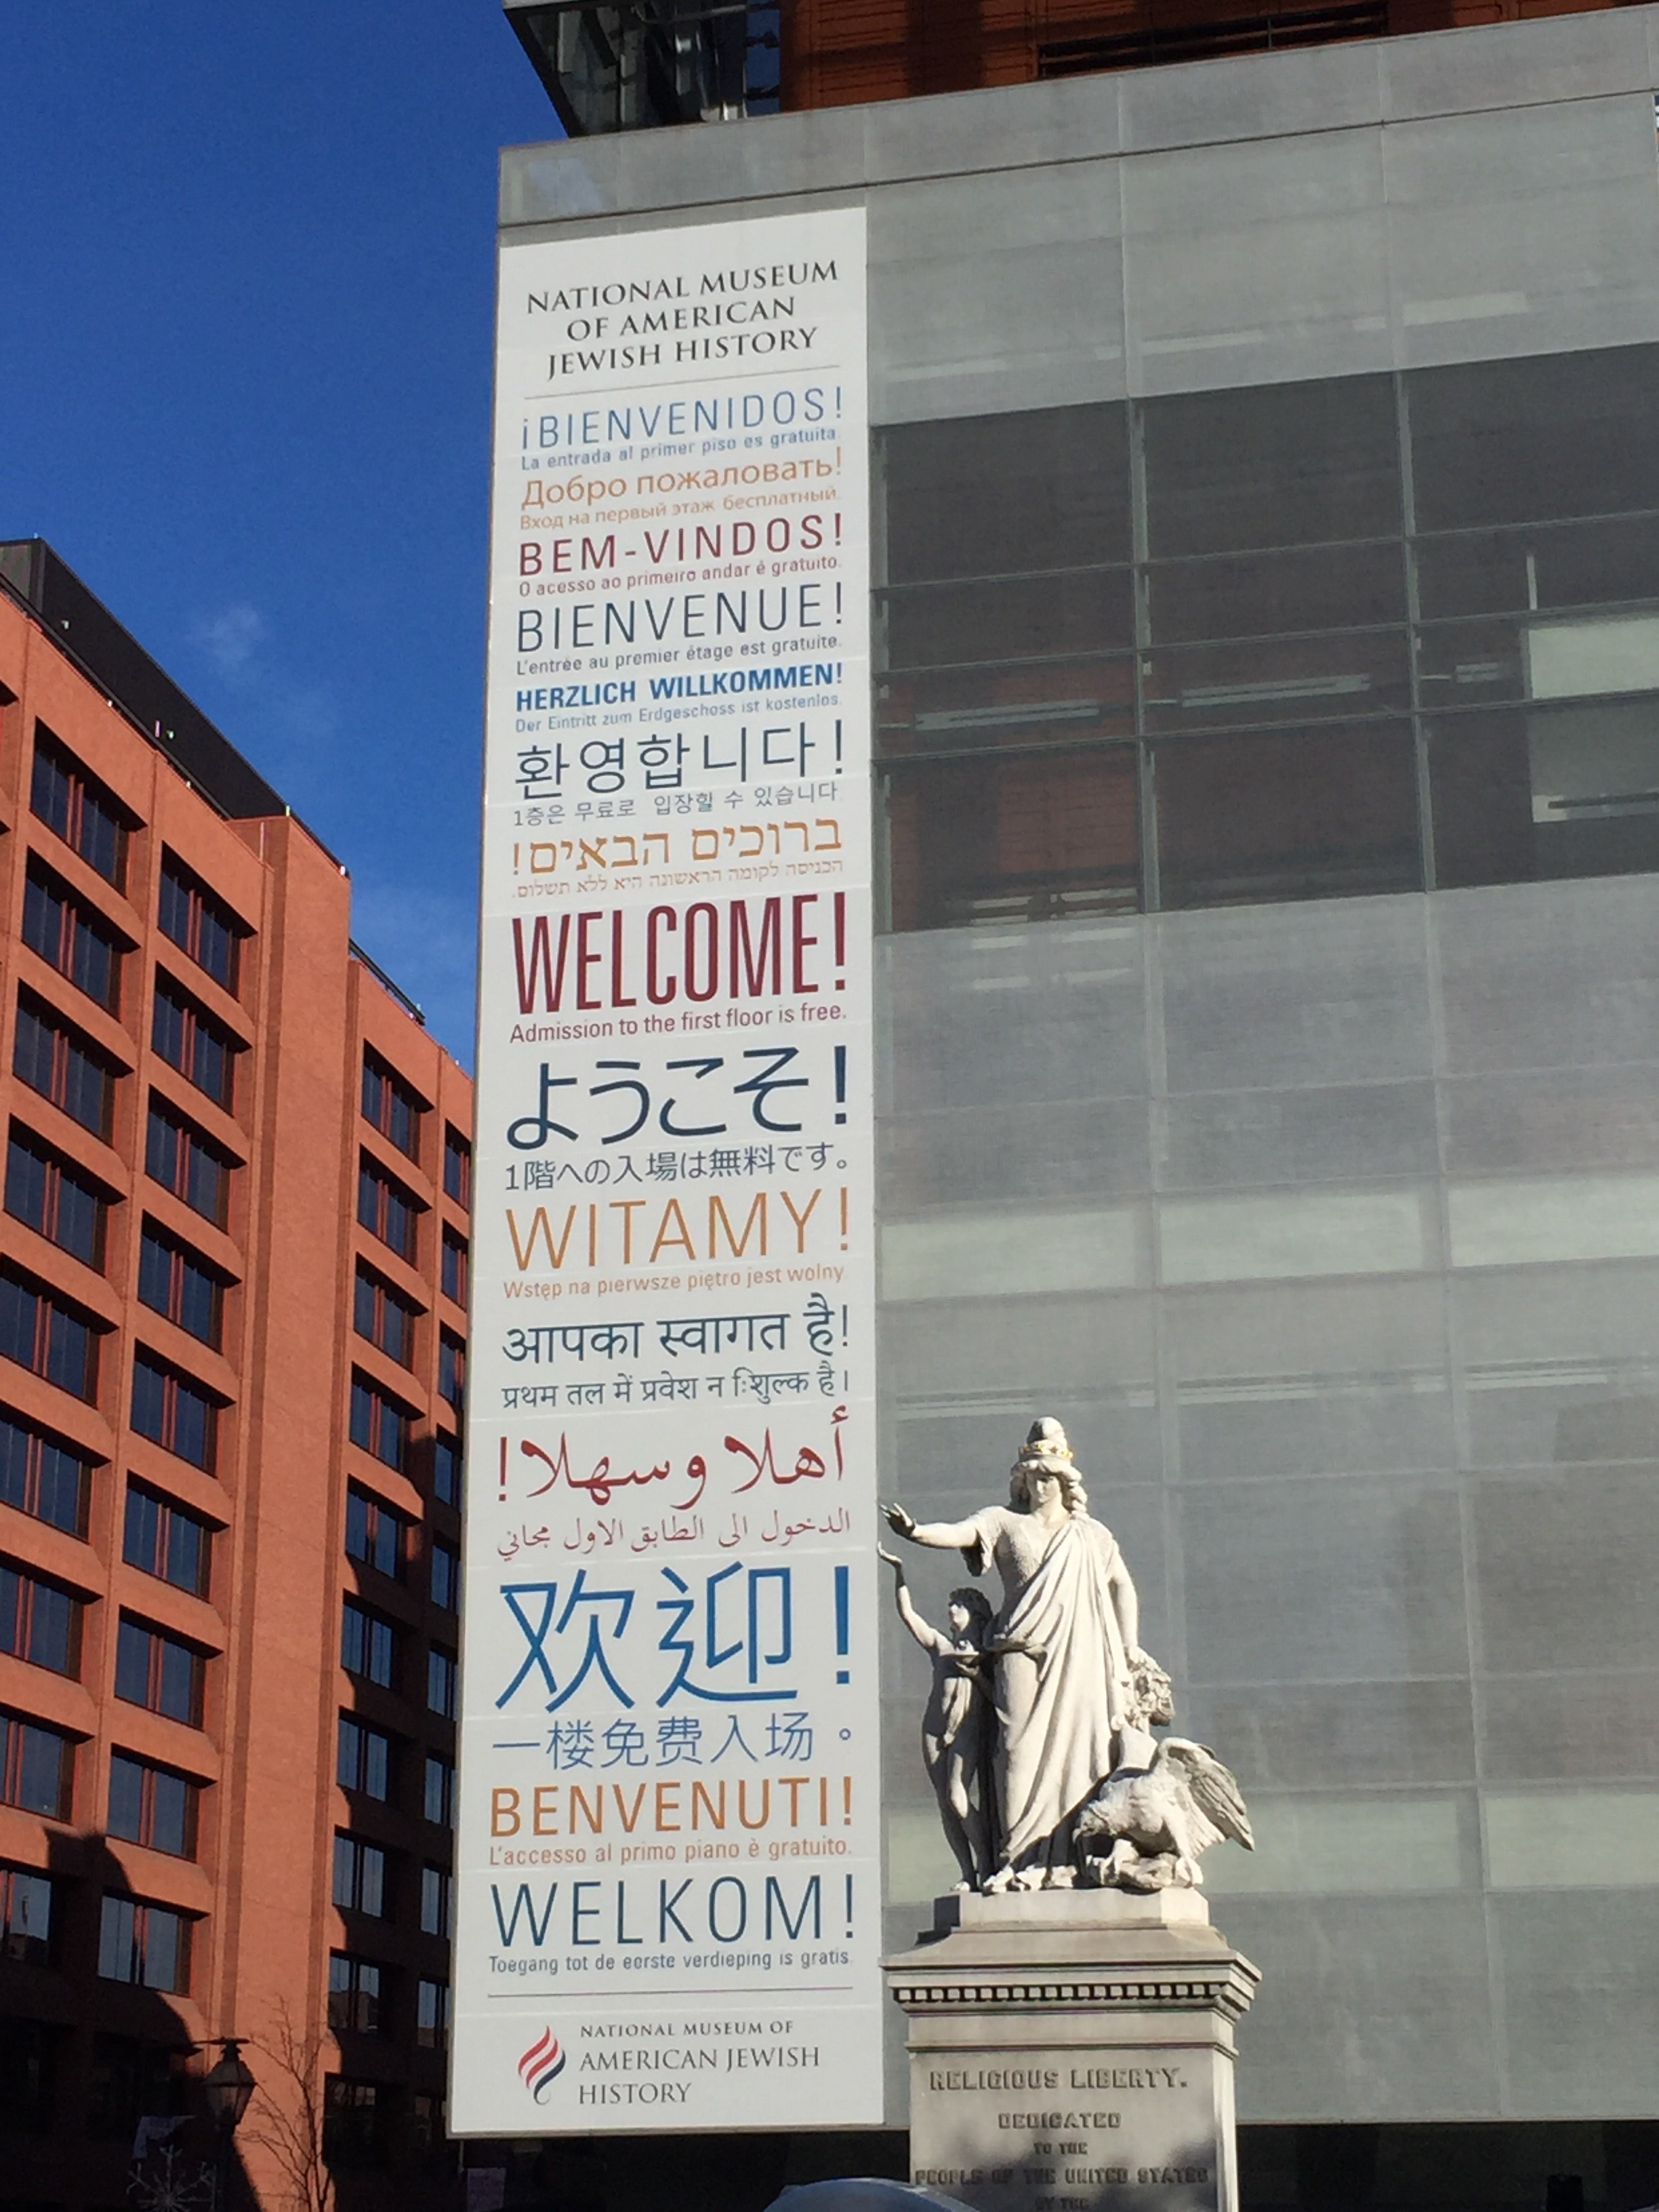 NATIONAL MUSEUM
OF AMERICAN
JEWISH HISTORY
¡BIENVENIDOS!
La entrada al primer piso es gratuita.
Добро пожаловать!
Вход на первый этаж бесплатный.
BEM-VINDOS!
O acesso ao primeiro andar é gratuito.
BIENVENUE!
L'entrée au premier étage est gratuite.
HERZLICH WILLKOMMEN!
Der Eintritt zum Erdgeschoss ist kostenlos.
환영합니다!
1층은 무료로 입장할 수 있습니다
ברוכים הבאים!
הכניסה לקומה הראשונה היא ללא תשלום.
WELCOME!
Admission to the first floor is free.
ようこそ!
1階への入場は無料です。
WITAMY!
Wstęp na pierwsze piętro jest wolny
आपका स्वागत है!
प्रथम तल में प्रवेश न िःशुल्क है।
أهلا وسهلا!
الدخول الى الطابق الاول مجاني
欢迎!
一楼免费入场。
BENVENUTI!
L'accesso al primo piano è gratuito.
WELKOM!
Toegang tot de eerste verdieping is gratis
NATIONAL MUSEUM OF
AMERICAN JEWISH
HISTORY
RELIGIOUS LIBERTY.
DEDICATED
TO THE
PEOPLE OF THE UNITED STATES
BY THE